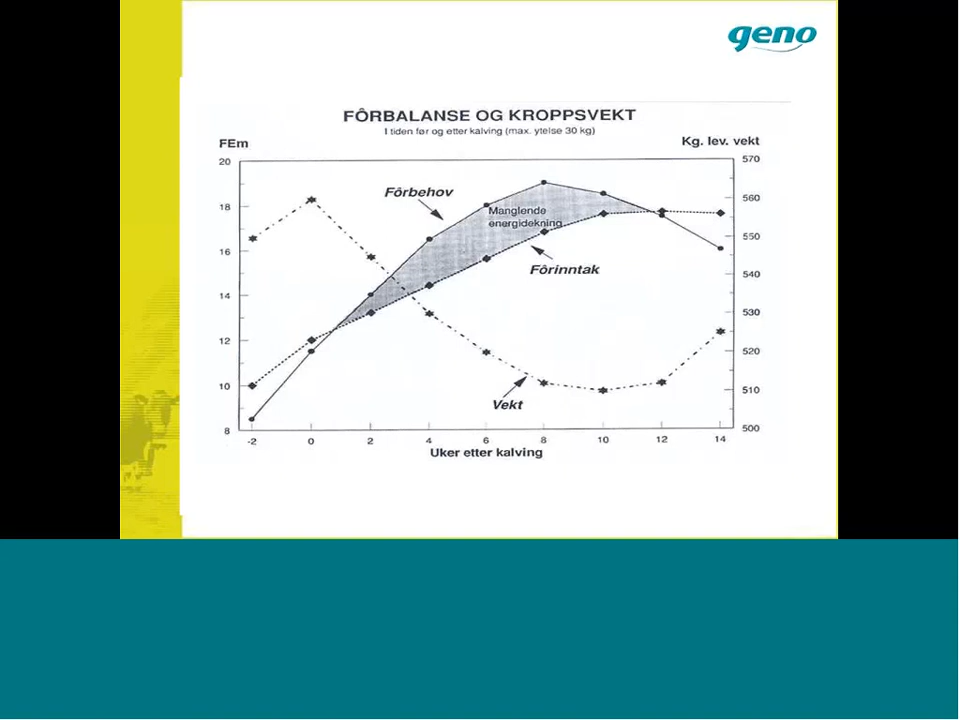 geno
FÔRBALANSE OG KROPPSVEKT
I tiden før og etter kalving (max. ytelse 30 kg)
FEm
Kg. lev. vekt
20
18
16
14
12
10
8
570
560
550
540
530
520
510
500
Fôrbehov
Manglende
energidekning
Fôrinntak
Vekt
-2 0 2 4 6 8 10 12 14
Uker etter kalving